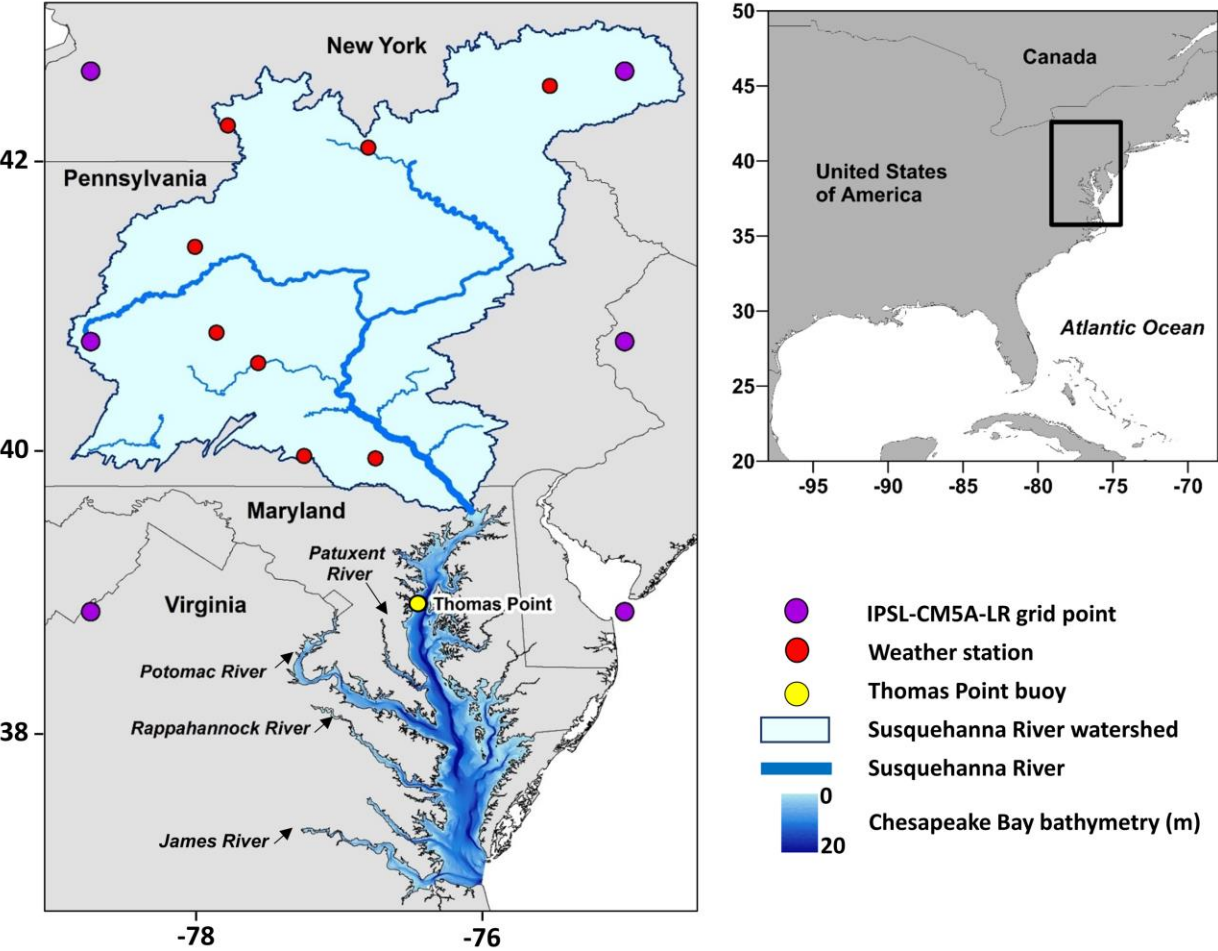 New York
42
Pennsylvania
40
Maryland
Patuxent
River
Virginia
Thomas Point
Potomac River
Rappahannock River
38
James River
-78
-76
50
45
40
35
30
25
20
Canada
United States
of America
Atlantic Ocean
-95
-90
-85
-80
-75
-70
IPSL-CM5A-LR grid point
Weather station
Thomas Point buoy
Susquehanna River watershed
Susquehanna River
0
Chesapeake Bay bathymetry (m)
20